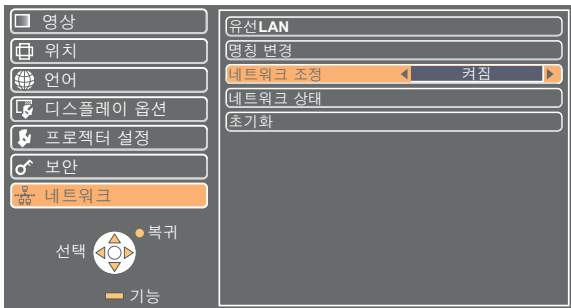 영상
위치
언어
디스플레이 옵션
프로젝터 설정
보안
네트워크
선택
복귀
기능
유선LAN
명칭 변경
네트워크 조정 켜짐
네트워크 상태
초기화